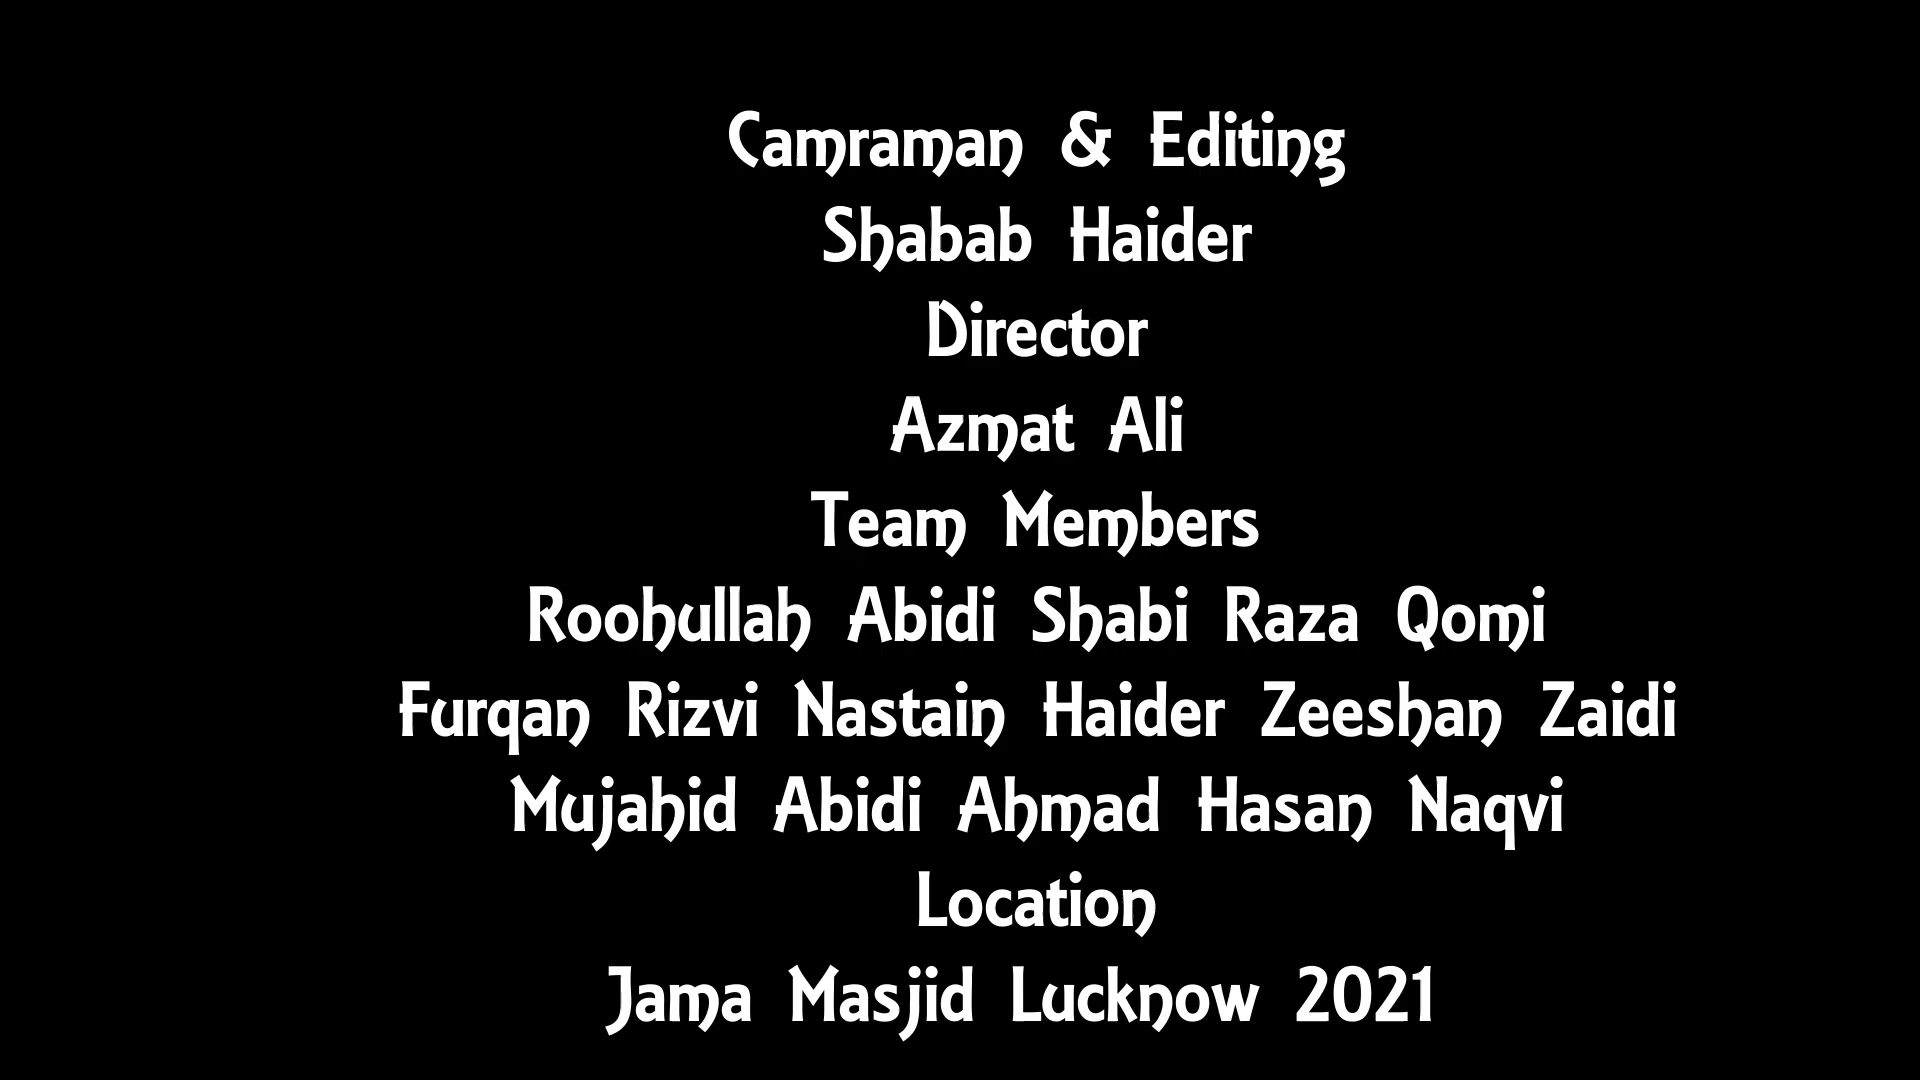 Camraman & Editing
Shabab Haider
Director
Azmat Ali
Team Members
Roohullah Abidi Shabi Raza Qomi
Furqan Rizvi Nastain Haider Zeeshan Zaidi
Mujahid Abidi Ahmad Hasan Naqvi
Location
Jama Masjid Lucknow 2021